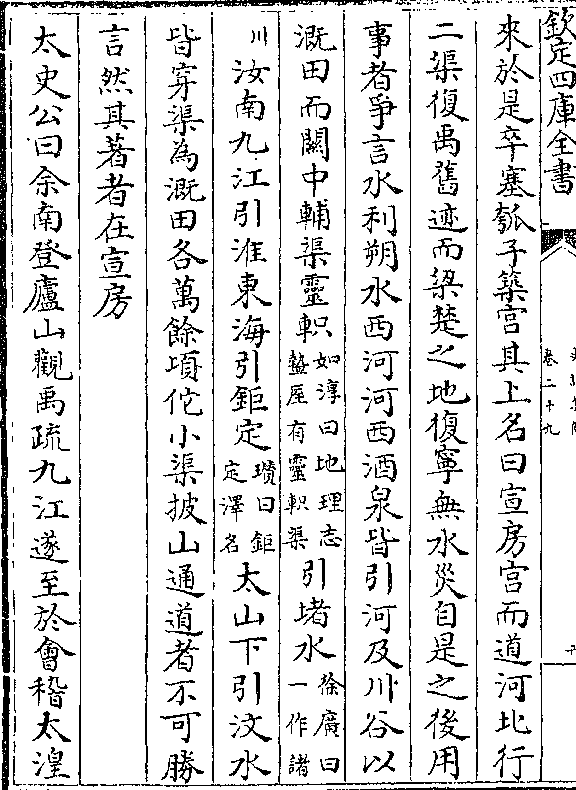 欽定四庫全書
卷二十九
來於是卒塞瓠子築宮其上名曰宣房宮而道河北行
二渠復禹舊迹而梁楚之地復寧無水災自是之後用
事者爭言水利朔水西河河西酒泉皆引河及川谷以
溉田而關中輔渠靈軹如淳曰地理志盩厔有靈軹渠引堵水徐廣曰一作諸
川汝南九江引淮東海引鉅定瓚曰鉅定澤名太山下引汶水
皆穿渠為溉田各萬餘頃佗小渠披山通道者不可勝
言然其著者在宣房
太史公曰余南登廬山觀禹疏九江遂至於會稽太湟